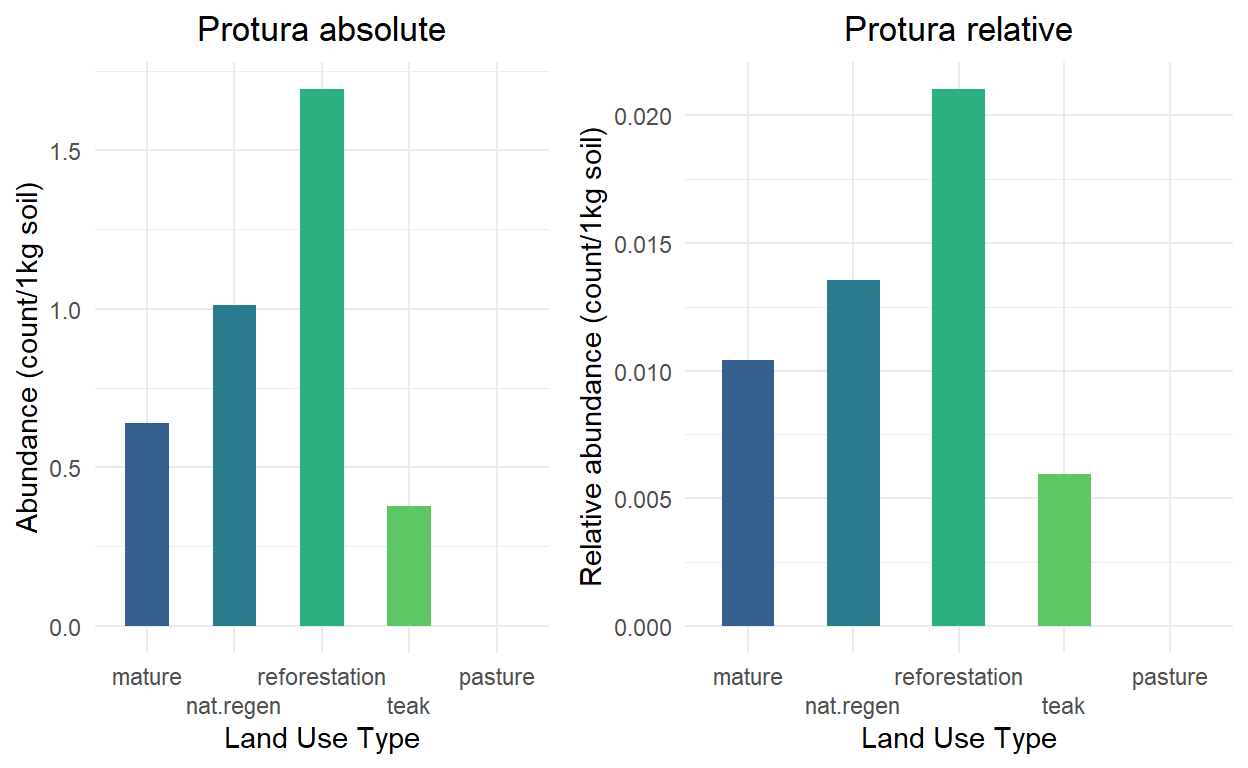 Protura absolute
Abundance (count/1kg soil)
1.5
1.0
0.5
0.0
mature
nat.regen
reforestation
teak
pasture
Land Use Type
Protura relative
Relative abundance (count/1kg soil)
0.020
0.015
0.010
0.005
0.000
mature
nat.regen
reforestation
teak
pasture
Land Use Type